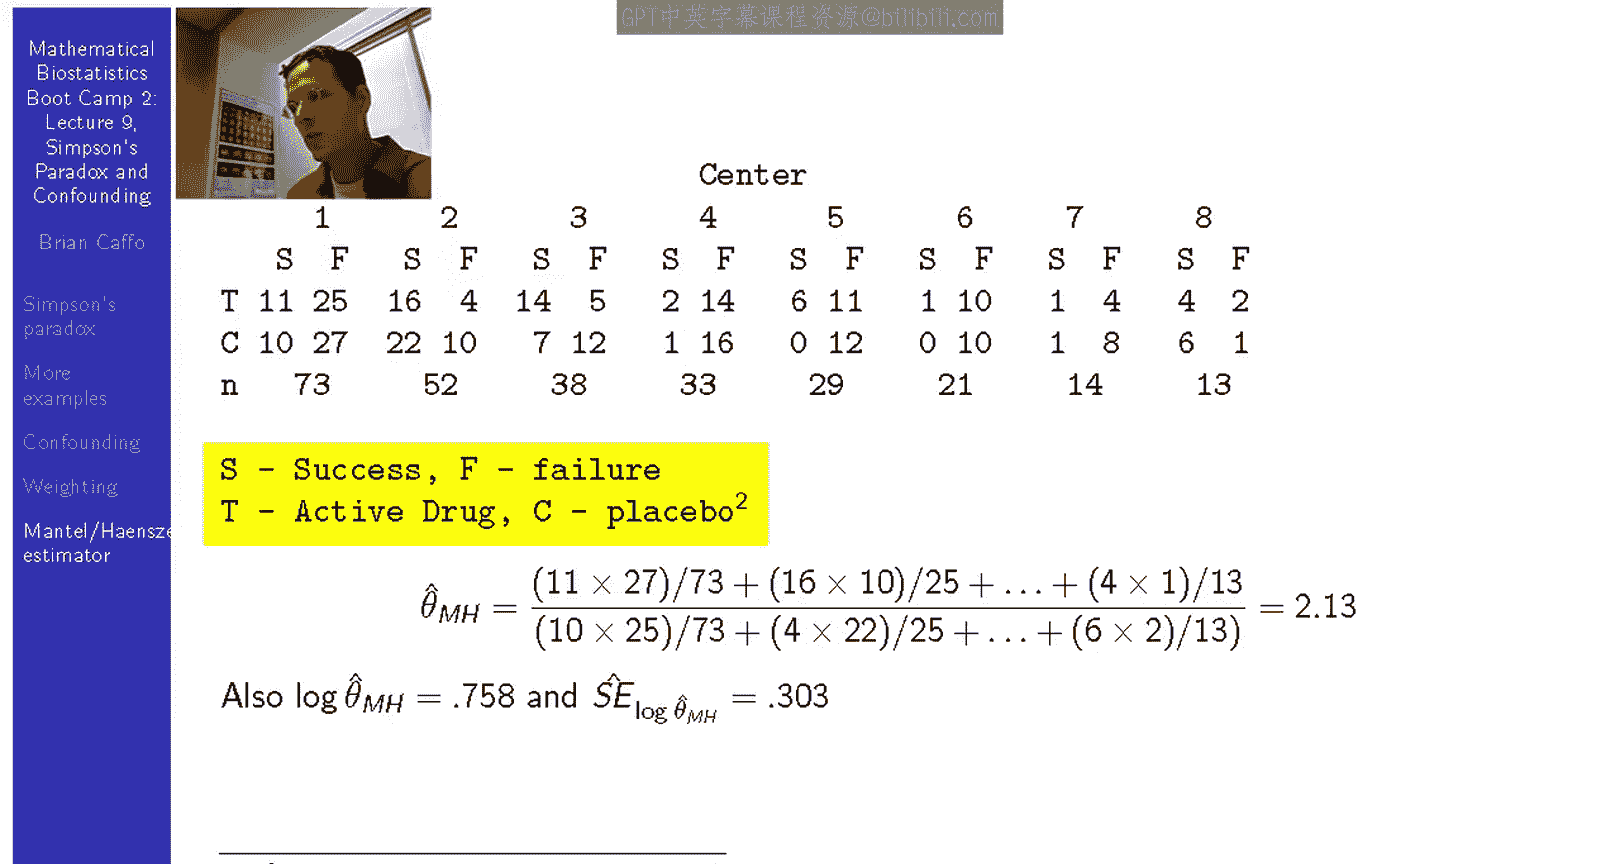 GPT中英字幕课程资源@bilibili.com
Mathematical
Biostatistics
Boot Camp 2:
Lecture 9,
Simpson's
Paradox and
Confounding
Brian Caffo
Simpson's
paradox
More
examples
Confounding
Weighting
Mantel/Haensze
estimator
Center
1 2 3 4 5 6 7 8
S F S F S F S F S F S F S F S F
T 11 25 16 4 14 5 2 14 6 11 1 10 1 4 4 2
C 10 27 22 10 7 12 1 16 0 12 0 10 1 8 6 1
n 73 52 38 33 29 21 14 13
S - Success, F - failure
T - Active Drug, C - placebo²
θ̂_MH = ((11 × 27)/73 + (16 × 10)/25 + … + (4 × 1)/13) / ((10 × 25)/73 + (4 × 22)/25 + … + (6 × 2)/13) = 2.13
Also log θ̂_MH = .758 and SÊ_log θ̂_MH = .303